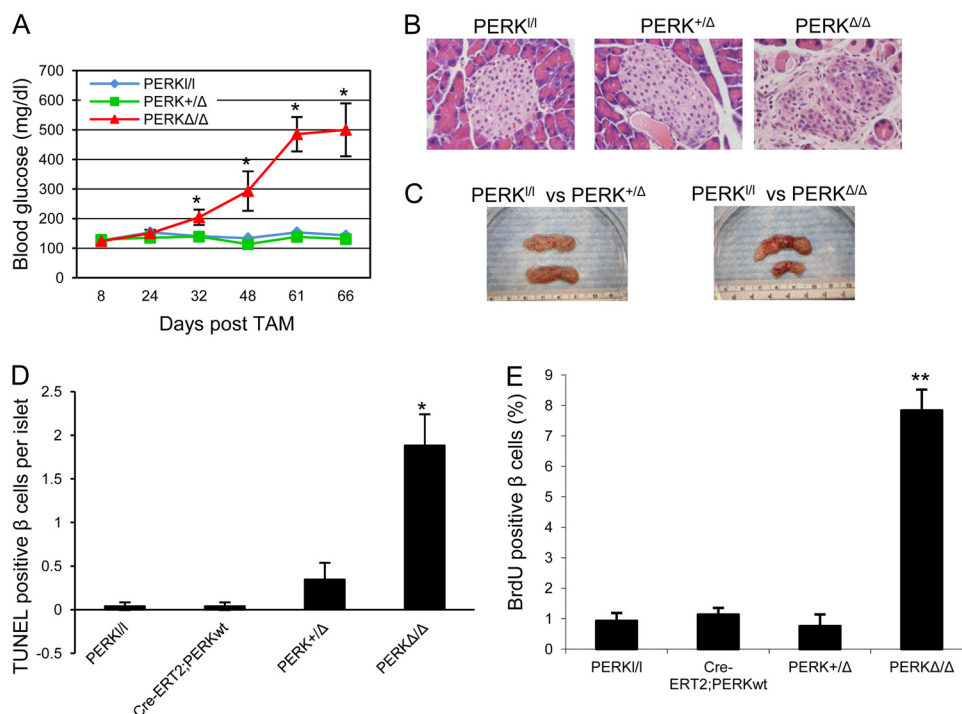 A
Blood glucose (mg/dl)
700
600
500
400
300
200
100
0
PERKl/l
PERK+/Δ
PERKΔ/Δ
*
*
*
*
8 24 32 48 61 66
Days post TAM
B
PERKl/l PERK+/Δ PERKΔ/Δ
C
PERKl/l vs PERK+/Δ
PERKl/l vs PERKΔ/Δ
D
TUNEL positive β cells per islet
2.5
2
1.5
1
0.5
0
-0.5
*
PERKl/l
Cre-ERT2;PERKwt
PERK+/Δ
PERKΔ/Δ
E
BrdU positive β cells (%)
9
8
7
6
5
4
3
2
1
0
**
PERKl/l
Cre-
ERT2;PERKwt
PERK+/Δ
PERKΔ/Δ